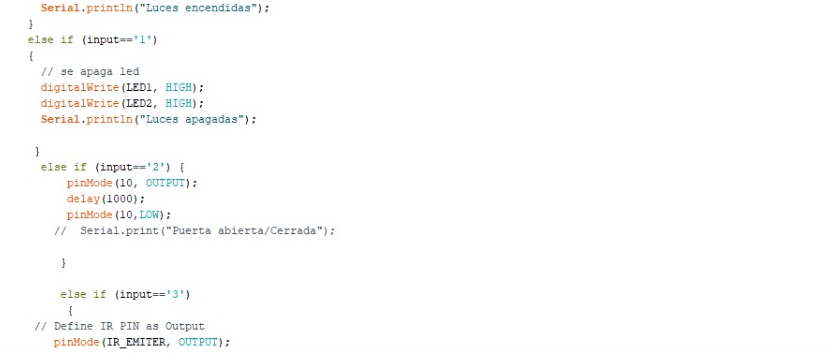 Serial.println("Luces encendidas");
}
else if (input=='1')
{
// se apaga led
digitalWrite(LED1, HIGH);
digitalWrite(LED2, HIGH);
Serial.println("Luces apagadas");
}
else if (input=='2') {
pinMode(10, OUTPUT);
delay(1000);
pinMode(10,LOW);
//  Serial.print("Puerta abierta/Cerrada");
}
else if (input=='3')
{
// Define IR PIN as Output
pinMode(IR_EMITER, OUTPUT);